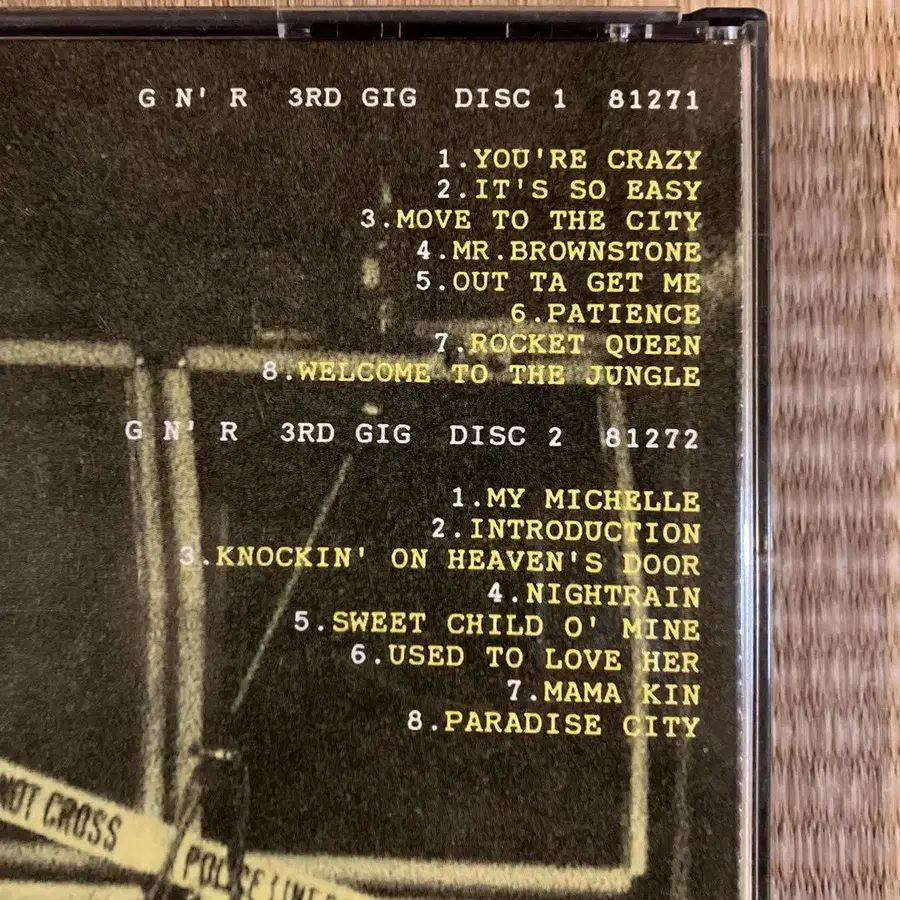 G N' R 3RD GIG DISC 1 81271
1.YOU'RE CRAZY
2.IT'S SO EASY
3.MOVE TO THE CITY
4.MR.BROWNSTONE
5.OUT TA GET ME
6.PATIENCE
7.ROCKET QUEEN
8.WELCOME TO THE JUNGLE
G N' R 3RD GIG DISC 2 81272
1.MY MICHELLE
2.INTRODUCTION
3.KNOCKIN' ON HEAVEN'S DOOR
4.NIGHTRAIN
5.SWEET CHILD O' MINE
6.USED TO LOVE HER
7.MAMA KIN
8.PARADISE CITY
NOT CROSS
POLICE LINE